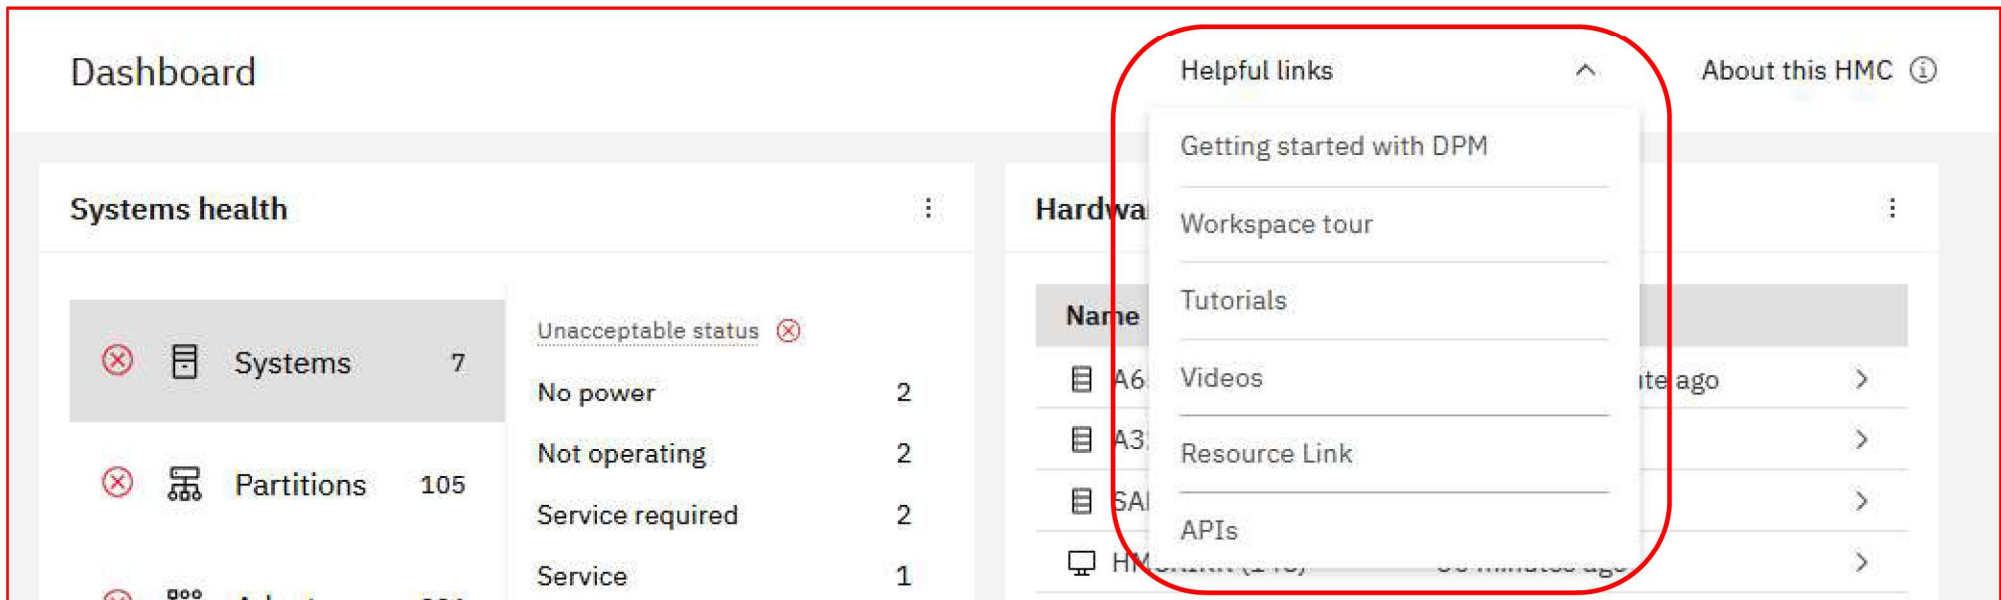 Dashboard
Helpful links
About this HMC
Getting started with DPM
Workspace tour
Tutorials
Videos
Resource Link
APIs
Systems health
Systems 7
Partitions 105
Unacceptable status
No power 2
Not operating 2
Service required 2
Service 1
Name
A6
ago
A3